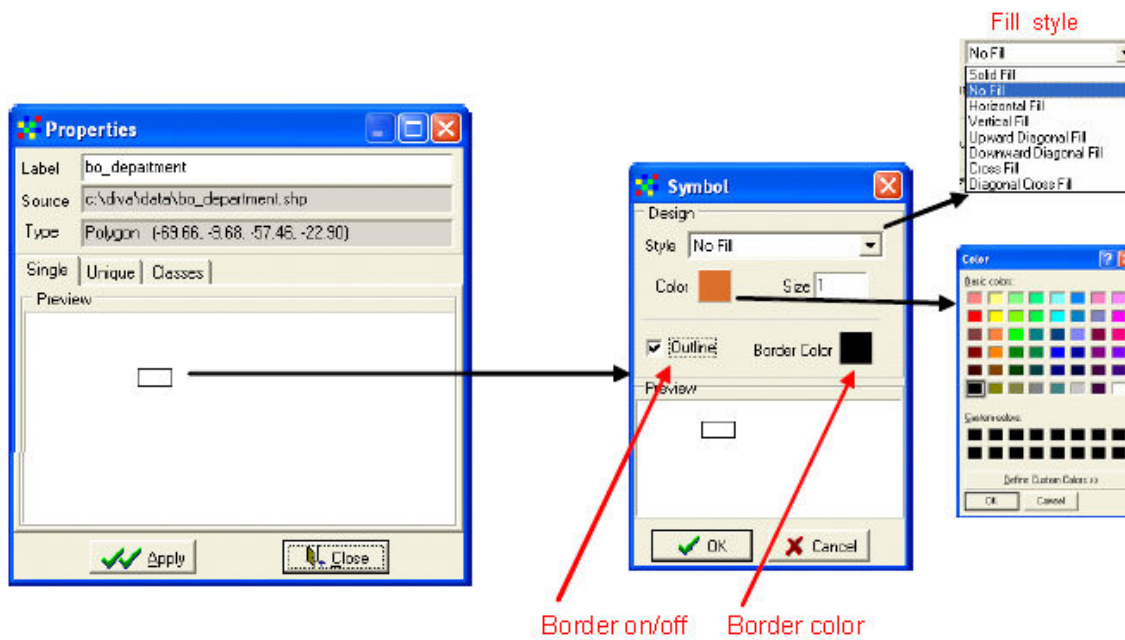 Fill style
No Fill
Solid Fill
No Fill
Horizontal Fill
Vertical Fill
Upward Diagonal Fill
Downward Diagonal Fill
Cross Fill
Diagonal Cross Fill
Properties
Label bo_department
Source c:\diva\data\bo_department.shp
Type Polygon (-69.66, -9.68, -57.46, -22.90)
Single Unique Classes
Preview
Apply Close
Symbol
Design
Style No Fill
Color Size 1
Outline Border Color
Preview
OK Cancel
Color
Basic colors:
Custom colors:
Define Custom Colors >>
OK Cancel
Border on/off Border color